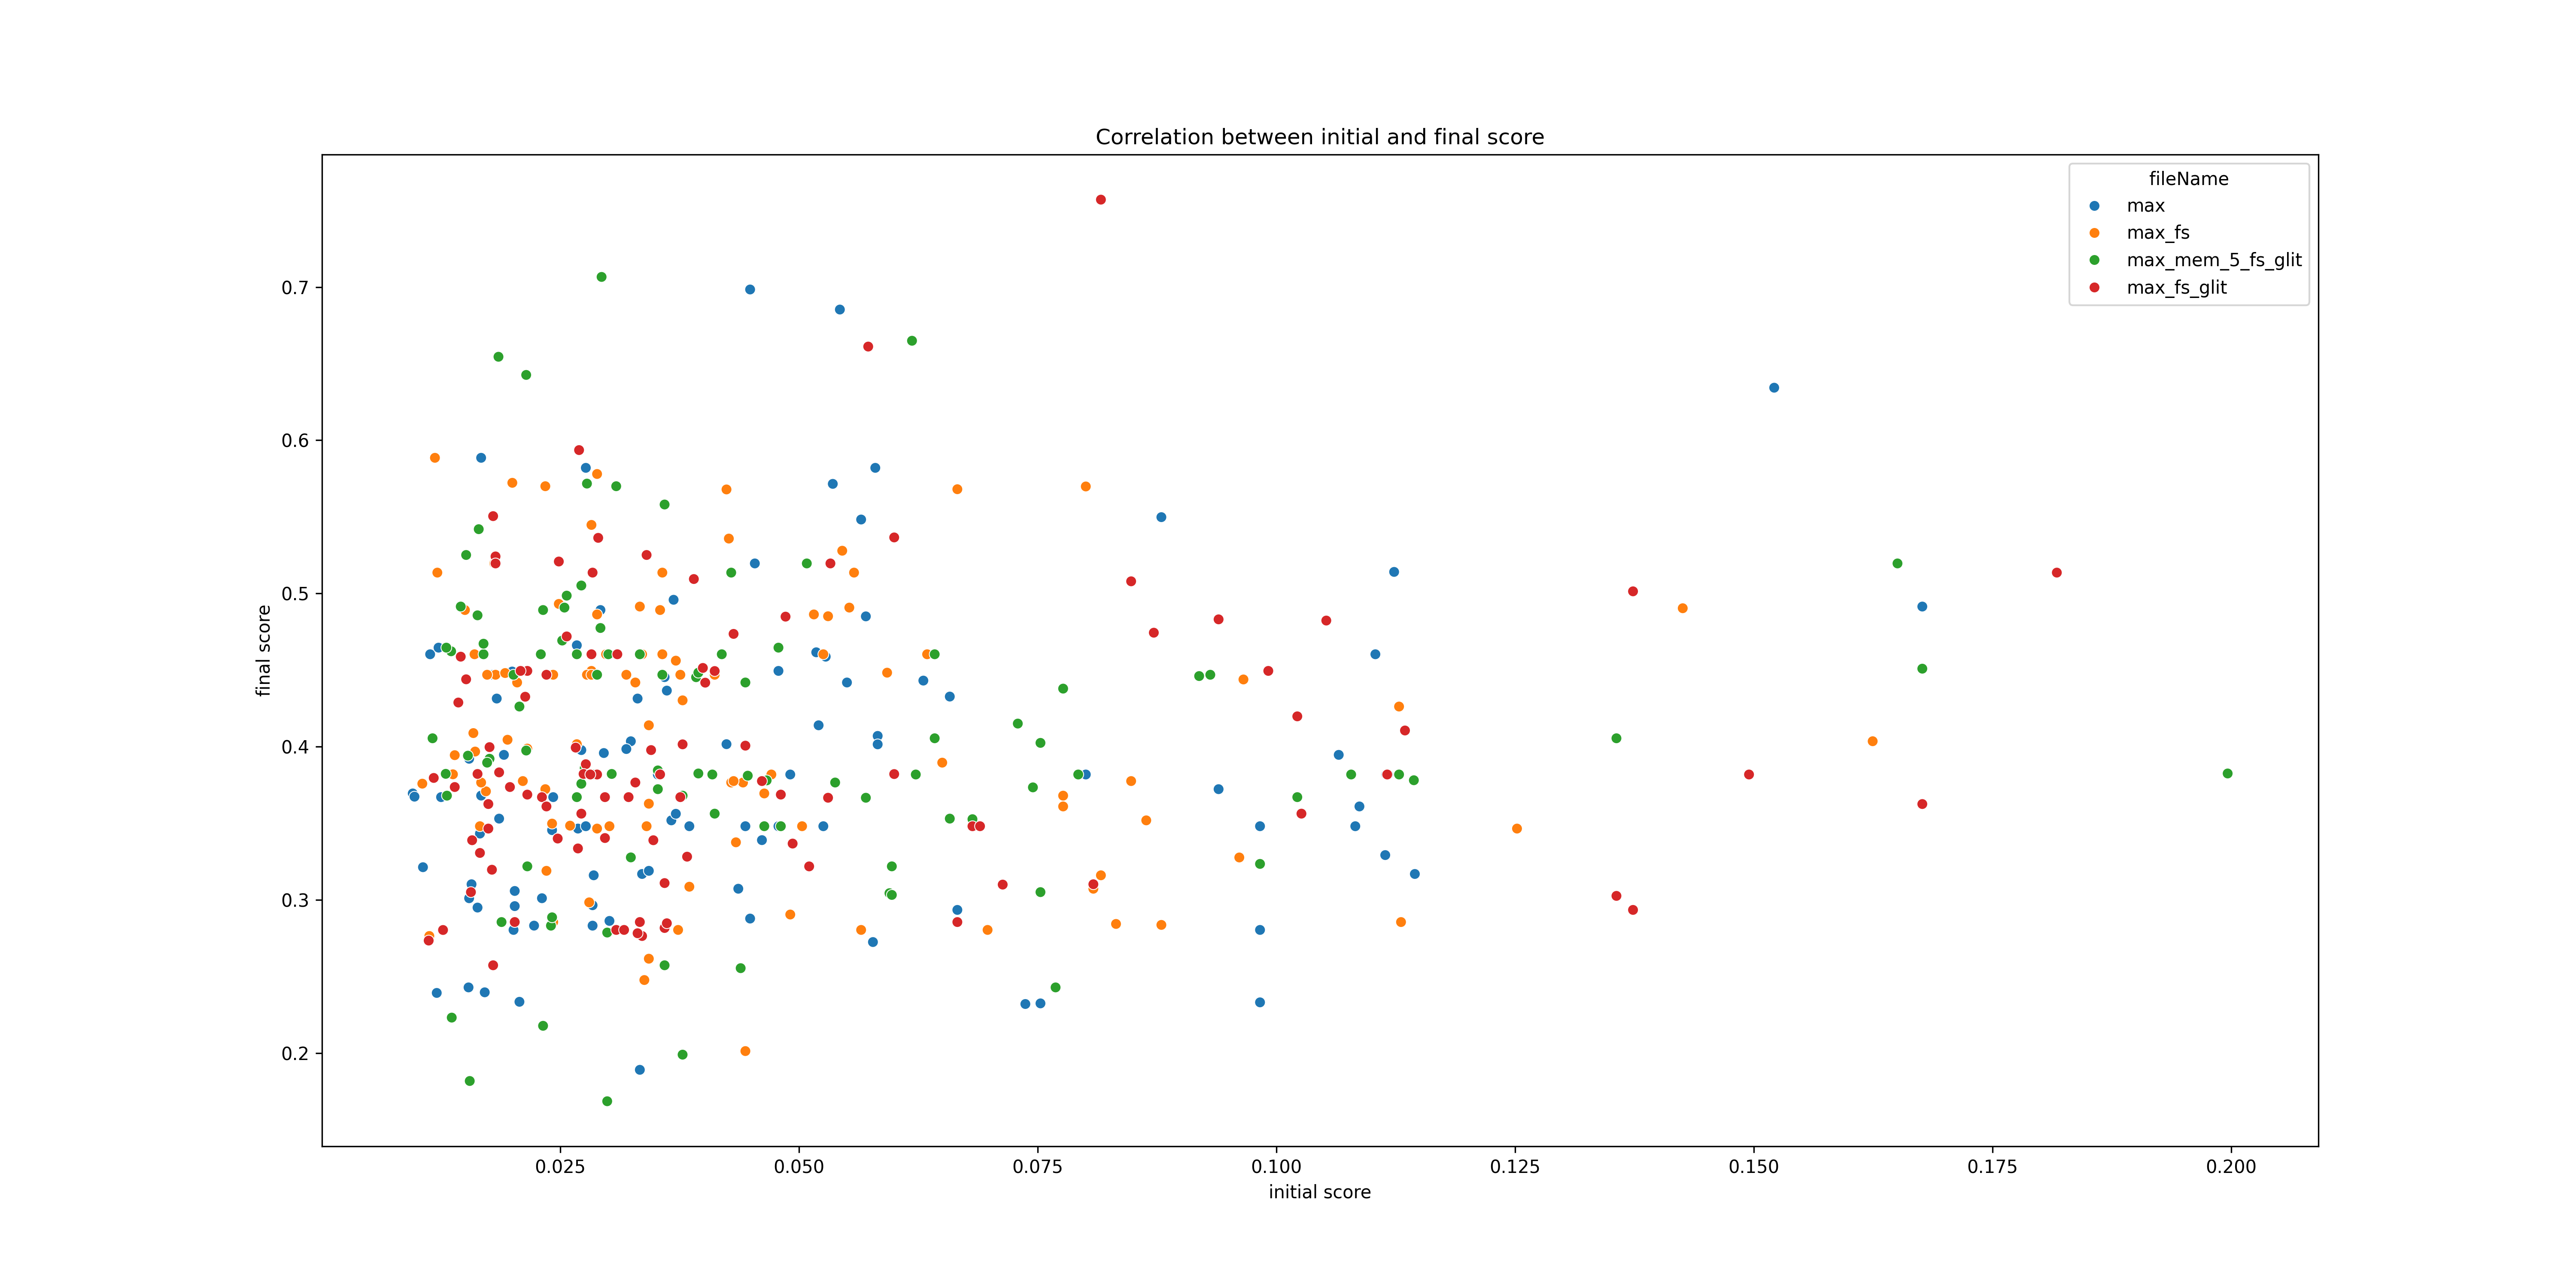 Correlation between initial and final score
fileName
max
max_fs
max_mem_5_fs_glit
max_fs_glit
0.7
0.6
0.5
0.4
0.3
0.2
final score
0.025 0.050 0.075 0.100 0.125 0.150 0.175 0.200
initial score